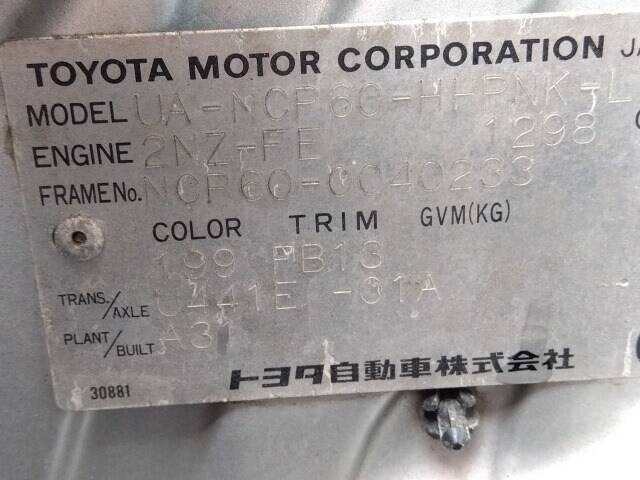 TOYOTA MOTOR CORPORATION JA
MODEL UA-NCP60-HHPNK-L
ENGINE 2NZ-FE 1298
FRAME No. NCP60-0040233
COLOR TRIM GVM(KG)
199 FB13
TRANS./AXLE U441E -01A
PLANT/BUILT A31
トヨタ自動車株式会社
30881